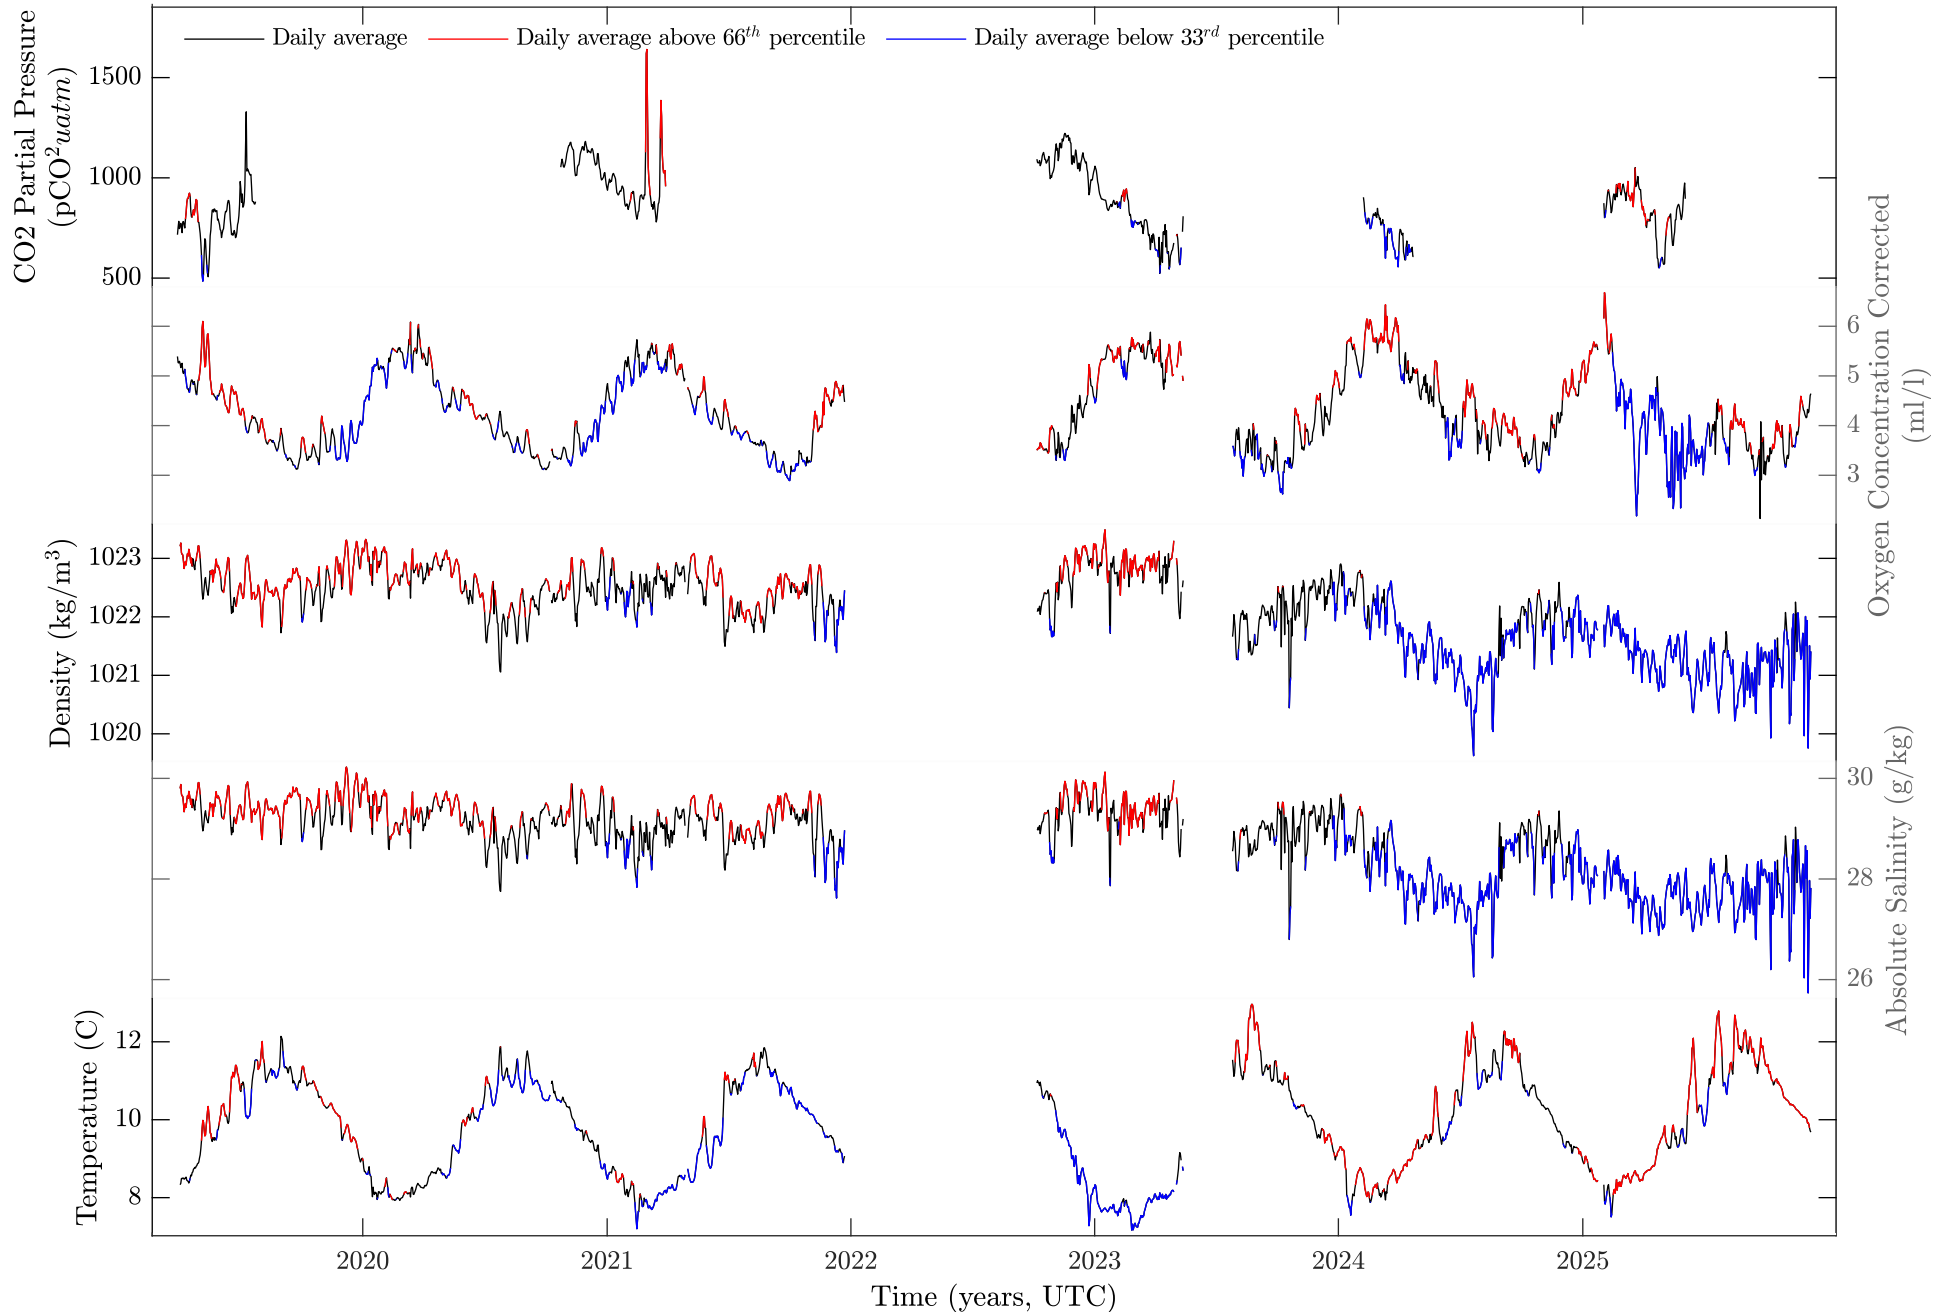 Daily average
Daily average above 66th percentile
Daily average below 33rd percentile
CO2 Partial Pressure
(pCO2uatm)
1500
1000
500
Oxygen Concentration Corrected
(ml/l)
6
5
4
3
Density (kg/m3)
1023
1022
1021
1020
Absolute Salinity (g/kg)
30
28
26
Temperature (C)
12
10
8
2020
2021
2022
2023
2024
2025
Time (years, UTC)